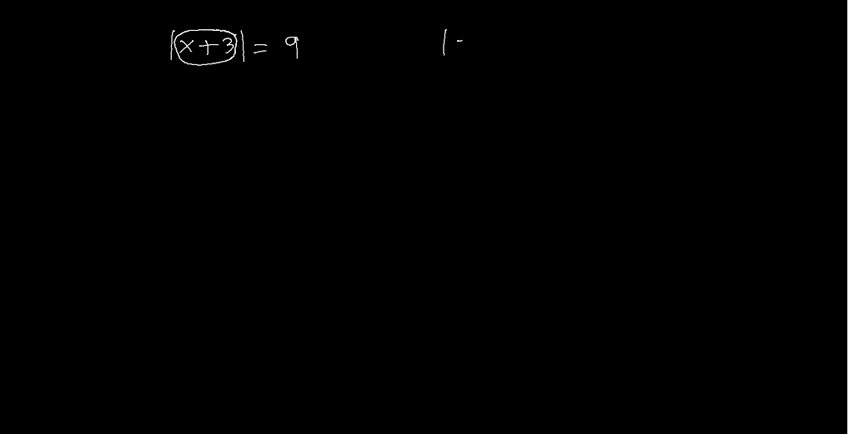 |x+3| = 9 | -